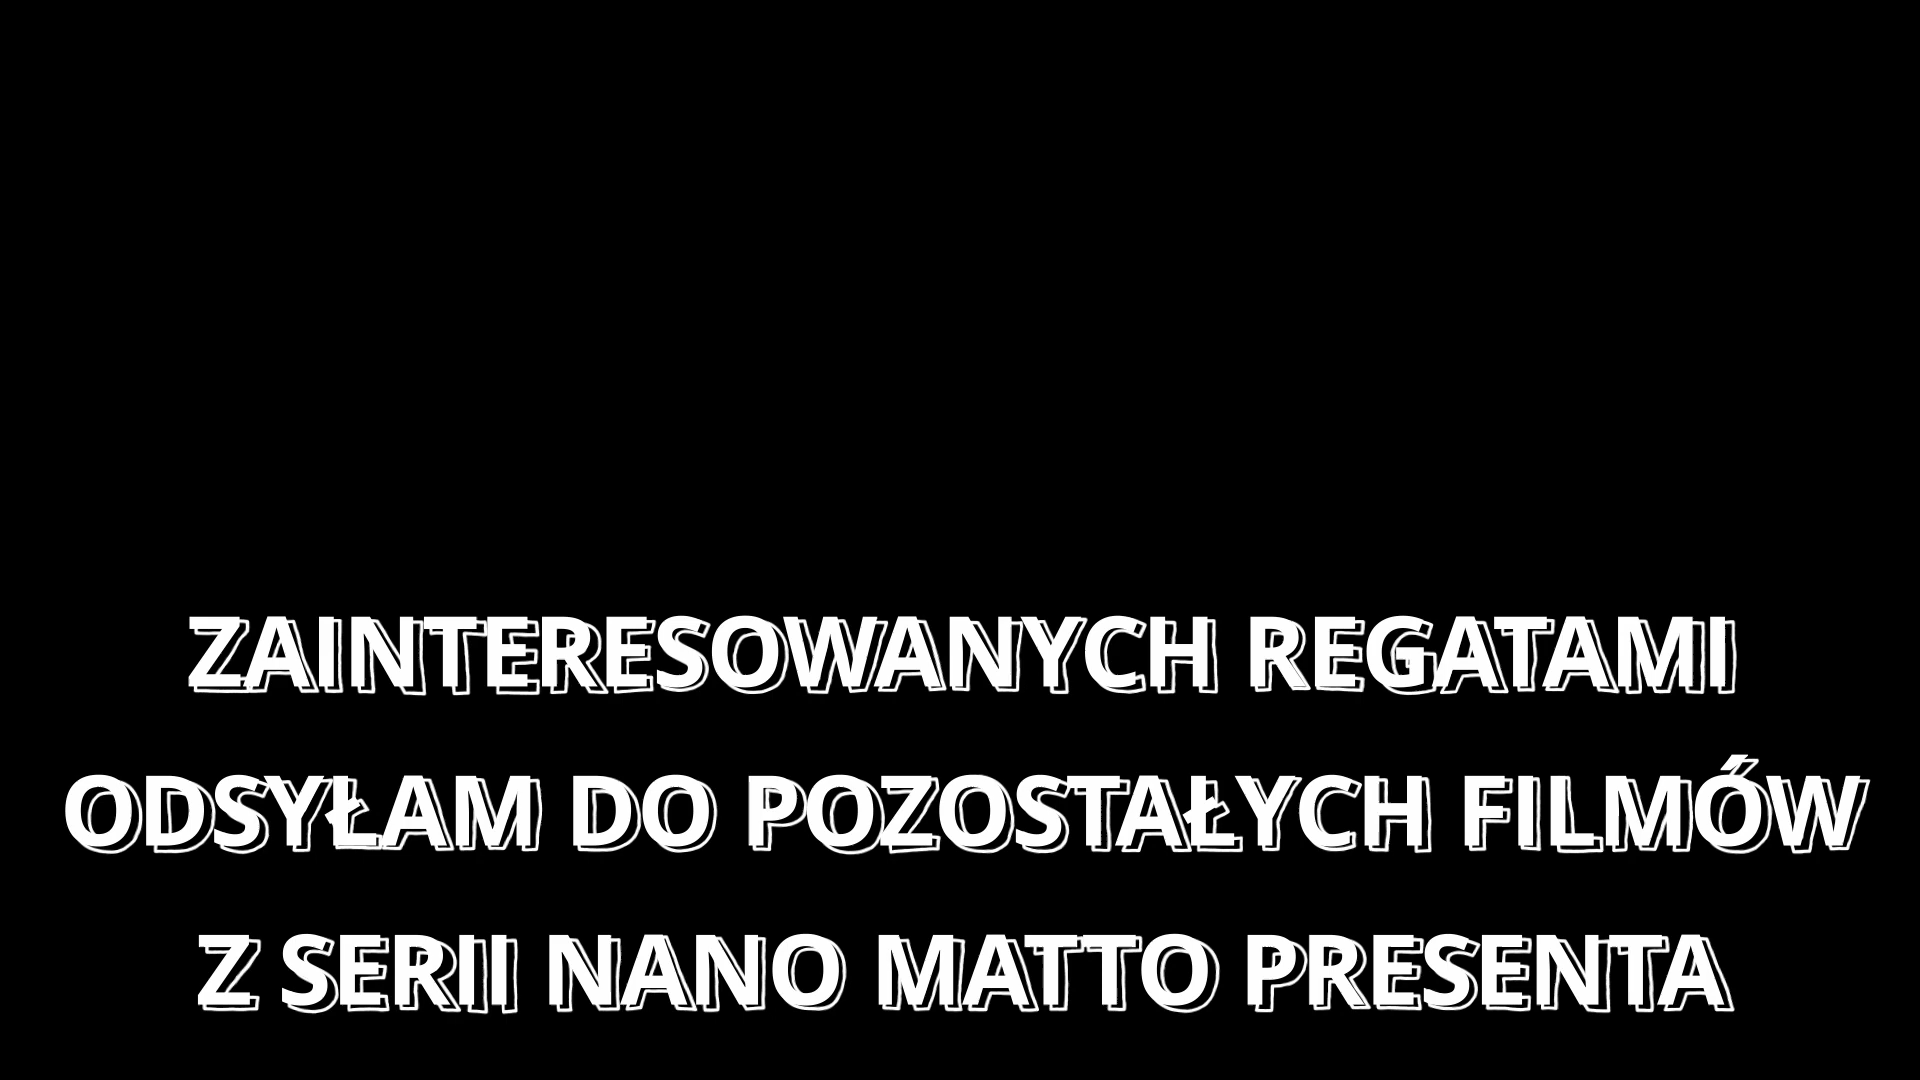 ZAINTERESOWANYCH REGATAMI
ODSYŁAM DO POZOSTAŁYCH FILMÓW
Z SERII NANO MATTO PRESENTA